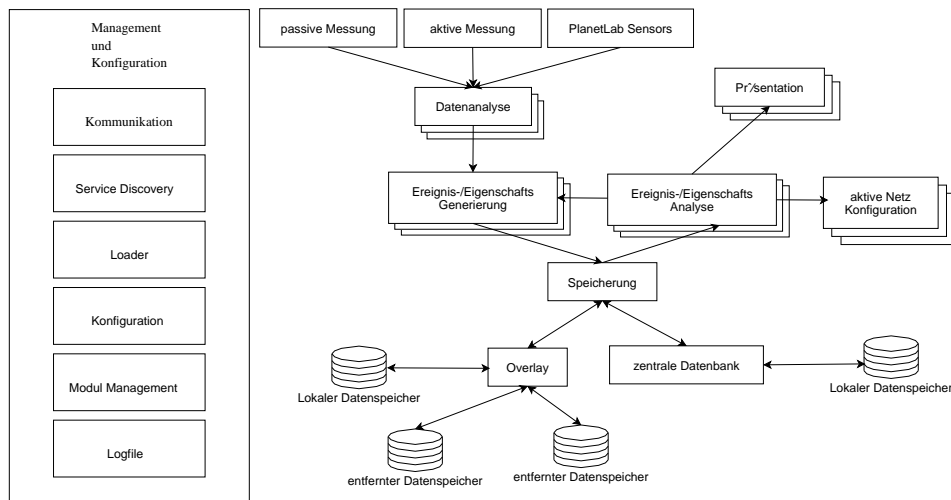 Management
und
Konfiguration
Kommunikation
Service Discovery
Loader
Konfiguration
Modul Management
Logfile
passive Messung
aktive Messung
PlanetLab Sensors
Datenanalyse
Prˆsentation
Ereignis-/Eigenschafts
Generierung
Ereignis-/Eigenschafts
Analyse
aktive Netz
Konfiguration
Speicherung
Overlay
zentrale Datenbank
Lokaler Datenspeicher
Lokaler Datenspeicher
entfernter Datenspeicher
entfernter Datenspeicher